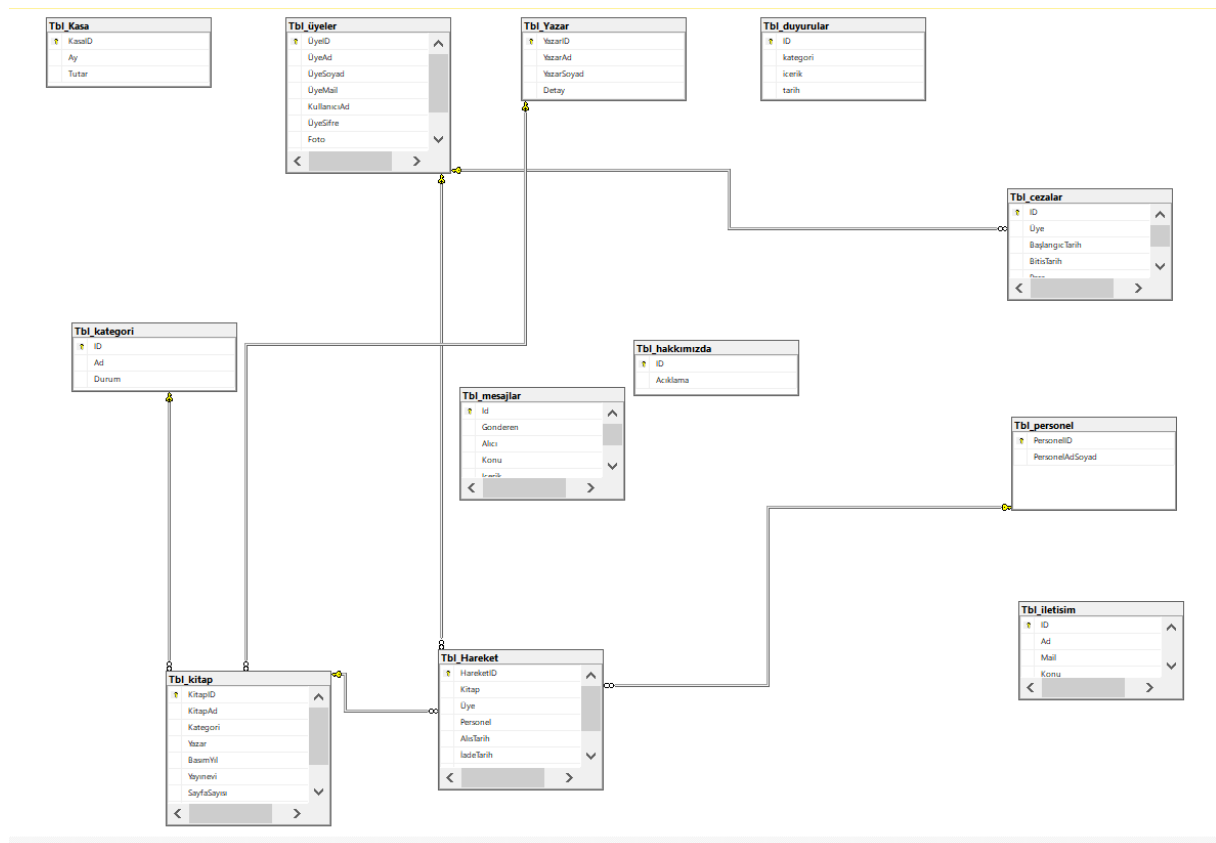 Tbl_Kasa
KasaID
Ay
Tutar
Tbl_üyeler
ÜyeID
ÜyeAd
ÜyeSoyad
ÜyeMail
KullanıcıAd
ÜyeSifre
Foto
Tbl_Yazar
YazarID
YazarAd
YazarSoyad
Detay
Tbl_duyurular
ID
kategori
icerik
tarih
Tbl_cezalar
ID
Üye
BaşlangıcTarih
BitisTarih
Tbl_kategori
ID
Ad
Durum
Tbl_hakkımızda
ID
Acıklama
Tbl_mesajlar
Id
Gonderen
Alıcı
Konu
Icerik
Tbl_personel
PersonelID
PersonelAdSoyad
Tbl_iletisim
ID
Ad
Mail
Konu
Tbl_kitap
KitapID
KitapAd
Kategori
Yazar
BasımYıl
Yayınevi
SayfaSayısı
Tbl_Hareket
HareketID
Kitap
Üye
Personel
AlısTarih
İadeTarih